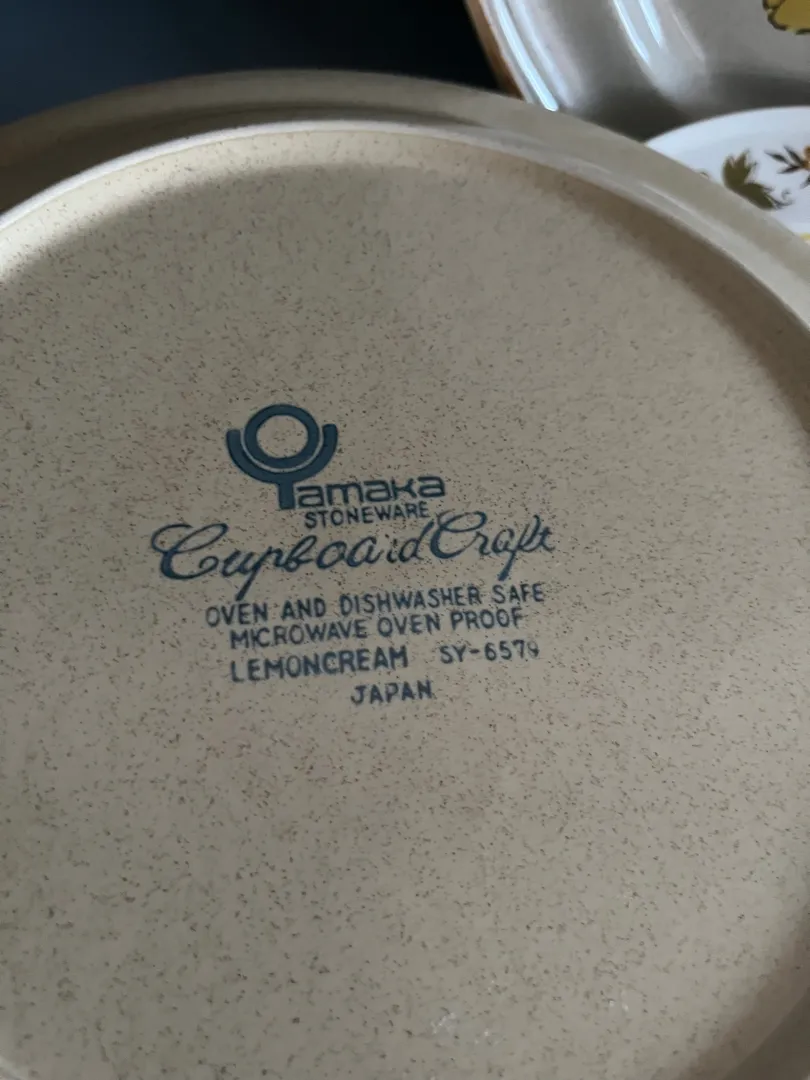 Yamaka
STONEWARE
Cupboard Craft
OVEN AND DISHWASHER SAFE
MICROWAVE OVEN PROOF
LEMONCREAM SY-6579
JAPAN